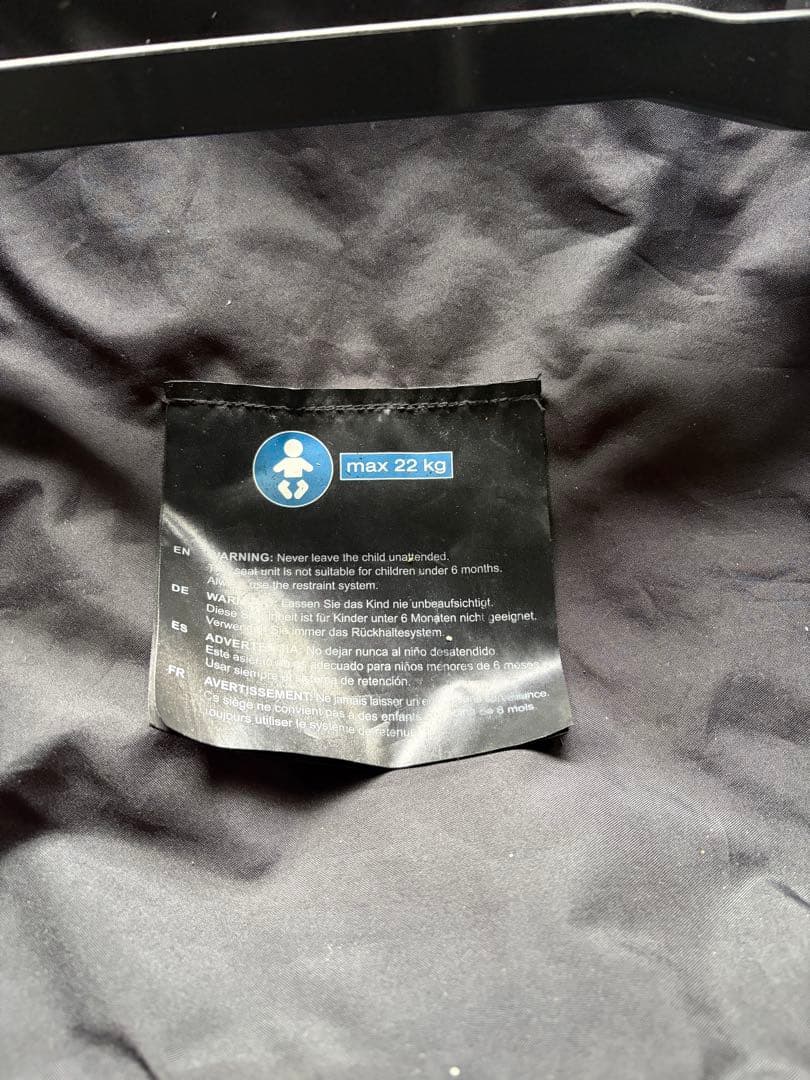 max 22 kg
EN WARNING: Never leave the child unattended.
seat unit is not suitable for children under 6 months.
use the restraint system.
DE Lassen Sie das Kind nie unbeaufsichtigt.
Diese ist für Kinder unter 6 Monaten nicht geeignet.
Sie immer das Rückhaltesystem.
ES No dejar nunca al niño desatendido.
Este adecuado para niños menores de 6 meses
Usar siempre de retención.
FR AVERTISSEMENT: Ne jamais laisser un
Ce siège ne convient pas à des enfants de 6 mois.
toujours utiliser le système de retenue